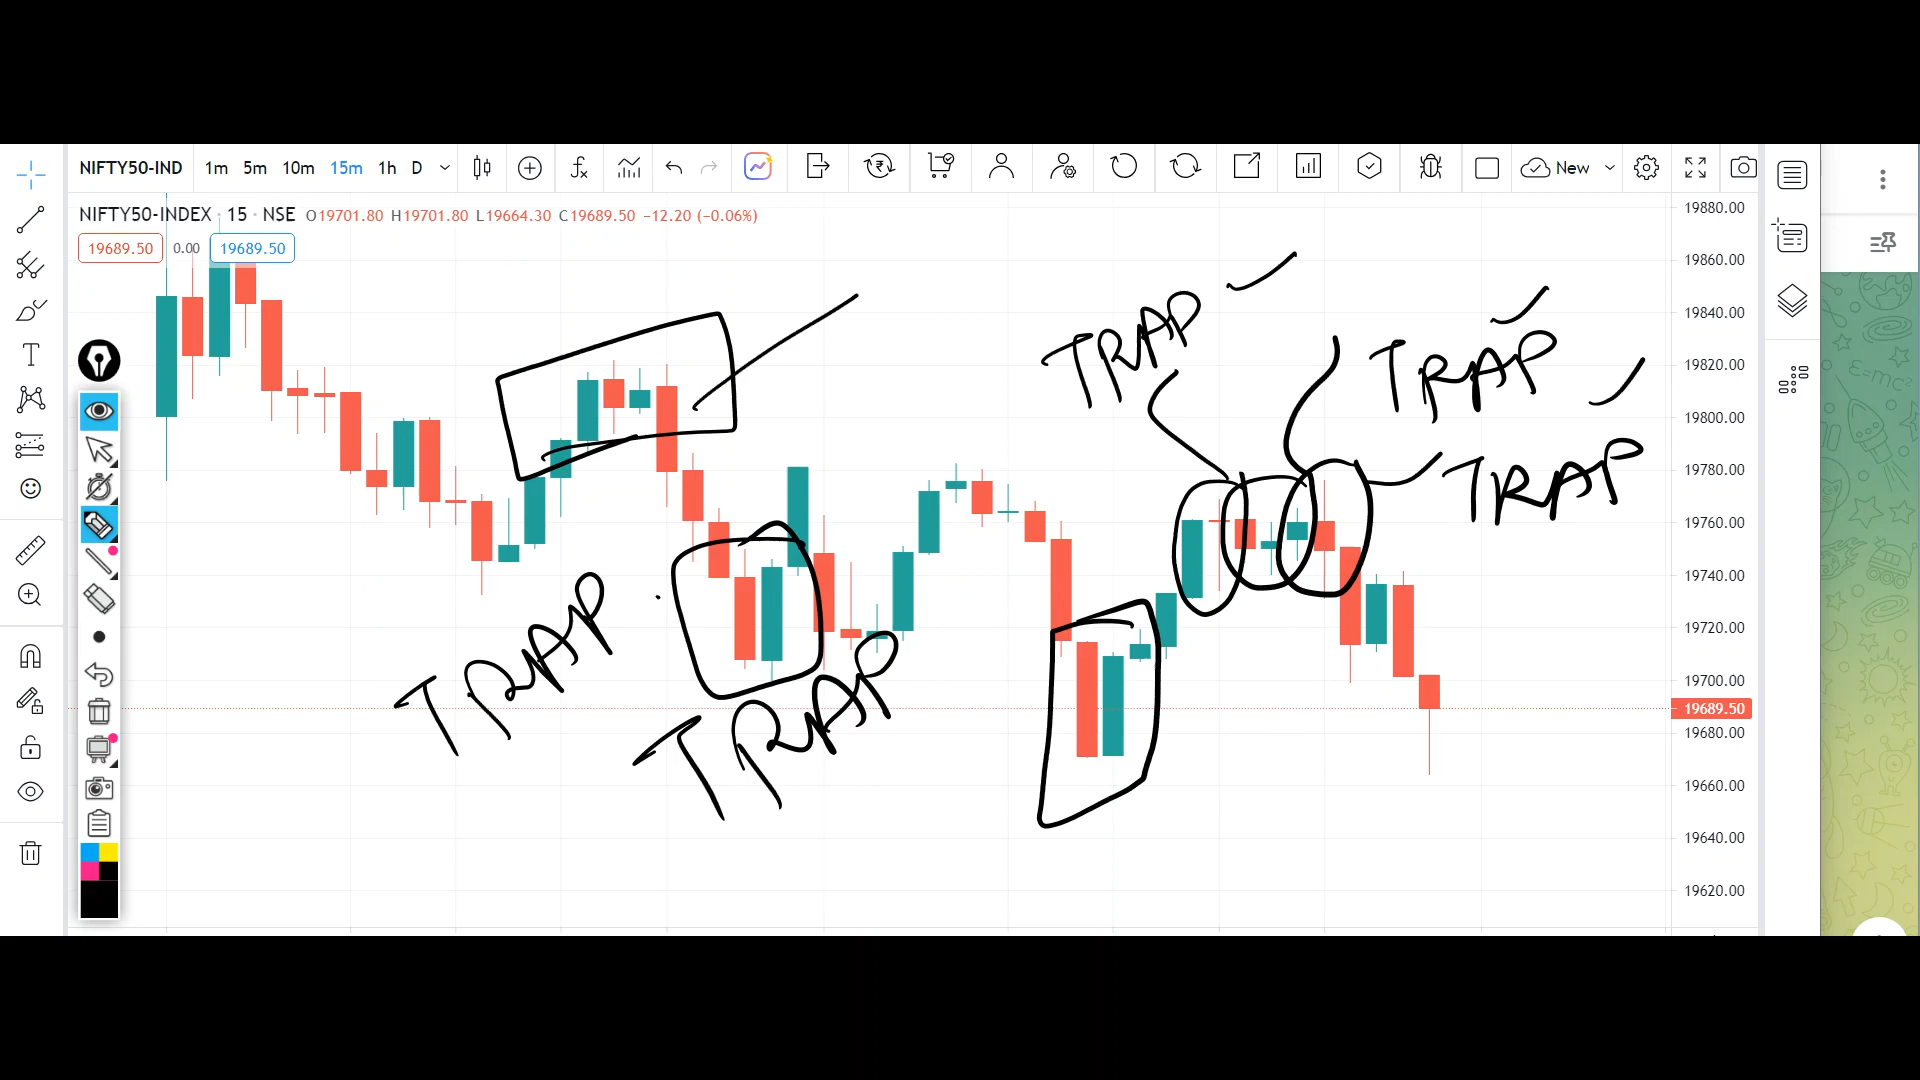 NIFTY50-IND 1m 5m 10m 15m 1h D New
NIFTY50-INDEX · 15 · NSE O19701.80 H19701.80 L19664.30 C19689.50 −12.20 (−0.06%)
19689.50 0.00 19689.50
19880.00
19860.00
19840.00
19820.00
19800.00
19780.00
19760.00
19740.00
19720.00
19700.00
19689.50
19680.00
19660.00
19640.00
19620.00
TRAP
TRAP
TRAP
TRAP
TRAP